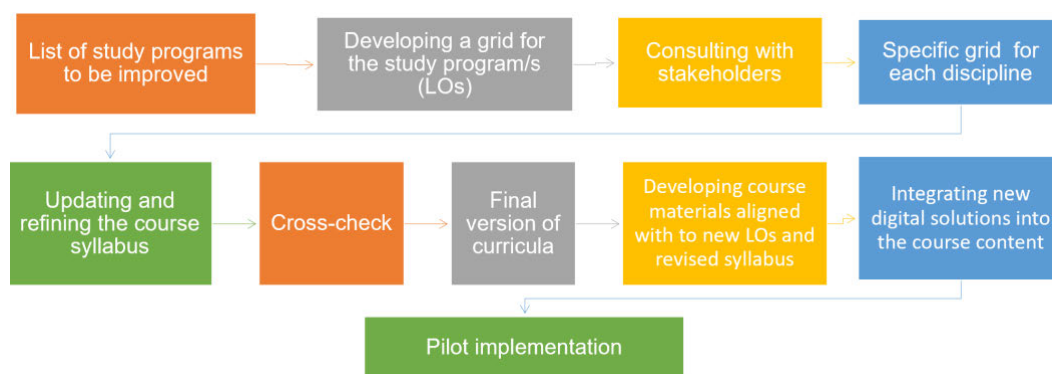 List of study programs
to be improved
Developing a grid for
the study program/s
(LOs)
Consulting with
stakeholders
Specific grid for
each discipline
Updating and
refining the course
syllabus
Cross-check
Final
version of
curricula
Developing course
materials aligned
with to new LOs and
revised syllabus
Integrating new
digital solutions into
the course content
Pilot implementation